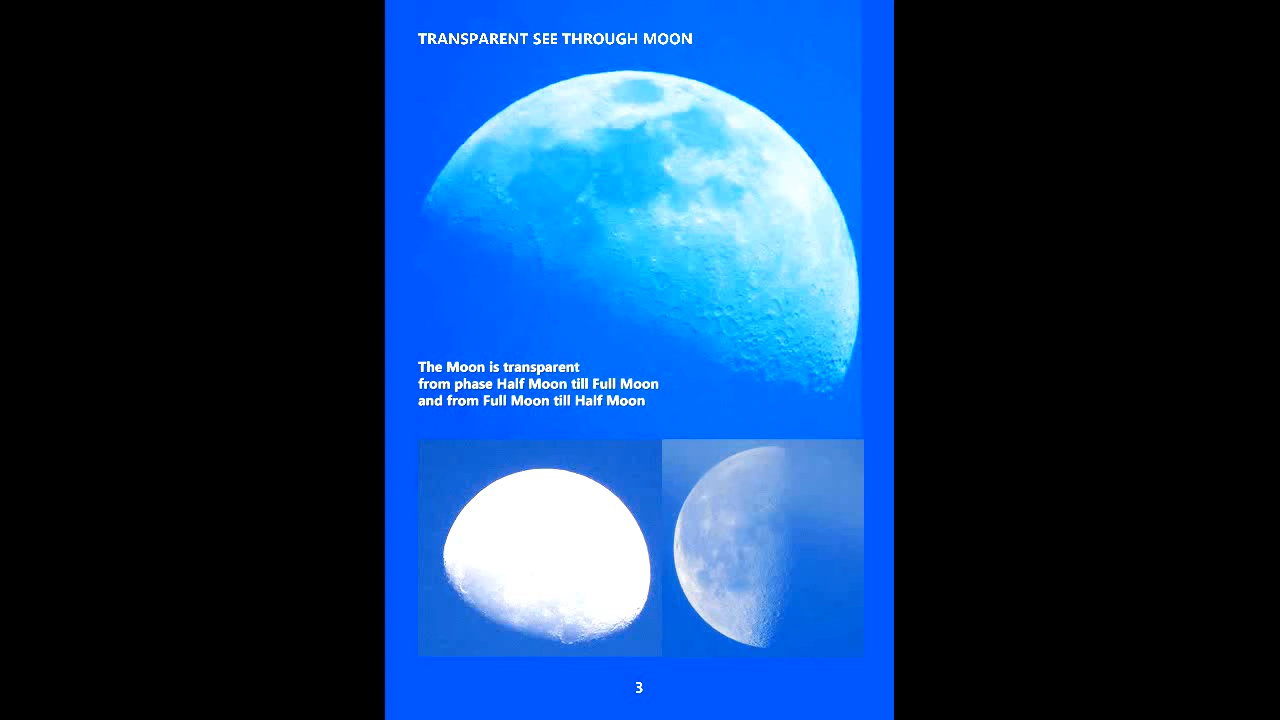 TRANSPARENT SEE THROUGH MOON
The Moon is transparent
from phase Half Moon till Full Moon
and from Full Moon till Half Moon
3